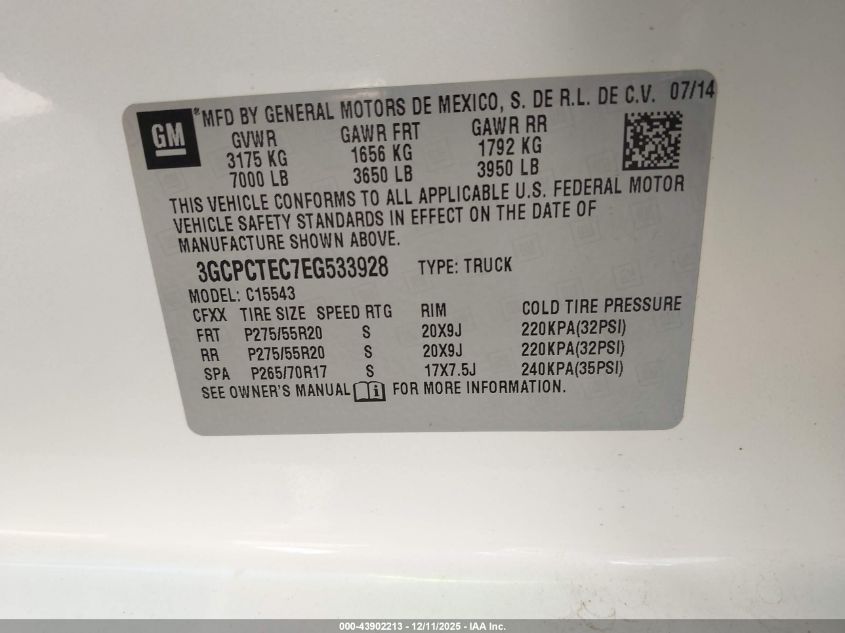 GM
*MFD BY GENERAL MOTORS DE MEXICO, S. DE R.L. DE C.V. 07/14
GVWR GAWR FRT GAWR RR
3175 KG 1656 KG 1792 KG
7000 LB 3650 LB 3950 LB
THIS VEHICLE CONFORMS TO ALL APPLICABLE U.S. FEDERAL MOTOR
VEHICLE SAFETY STANDARDS IN EFFECT ON THE DATE OF
MANUFACTURE SHOWN ABOVE.
3GCPCTEC7EG533928 TYPE: TRUCK
MODEL: C15543
CFXX TIRE SIZE SPEED RTG RIM COLD TIRE PRESSURE
FRT P275/55R20 S 20X9J 220KPA(32PSI)
RR P275/55R20 S 20X9J 220KPA(32PSI)
SPA P265/70R17 S 17X7.5J 240KPA(35PSI)
SEE OWNER'S MANUAL FOR MORE INFORMATION.
000-43902213 - 12/11/2025 - IAA Inc.